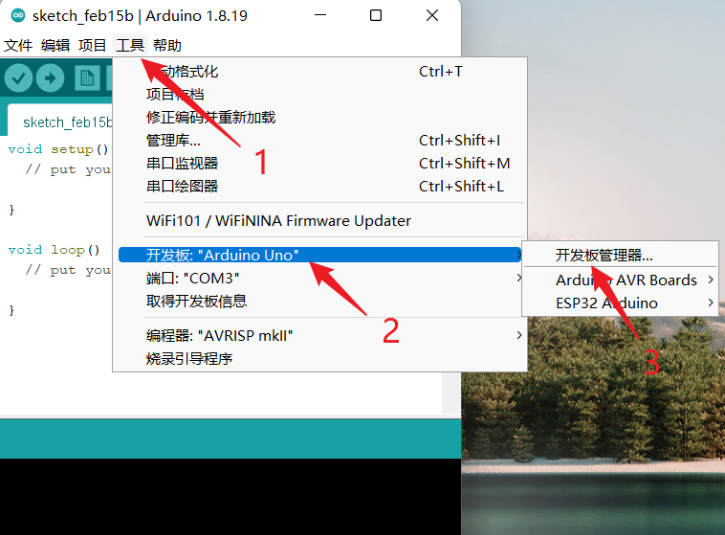 sketch_feb15b | Arduino 1.8.19
文件 编辑 项目 工具 帮助
动格式化 Ctrl+T
项目存档
修正编码并重新加载
管理库... Ctrl+Shift+I
串口监视器 Ctrl+Shift+M
串口绘图器 Ctrl+Shift+L
WiFi101 / WiFiNINA Firmware Updater
开发板: "Arduino Uno"
端口: "COM3"
取得开发板信息
编程器: "AVRISP mkII"
烧录引导程序
开发板管理器...
Arduino AVR Boards
ESP32 Arduino
sketch_feb15b
void setup()
// put you
}
void loop()
// put you
}
1
2
3